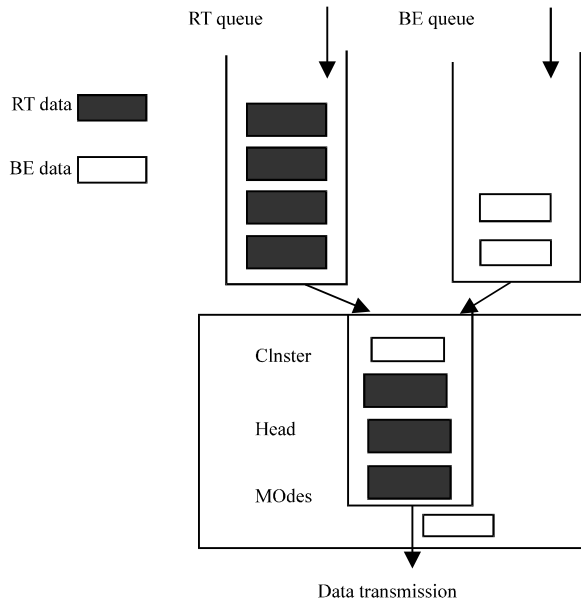 RT queue
BE queue
RT data
BE data
Clnster
Head
MOdes
Data transmission